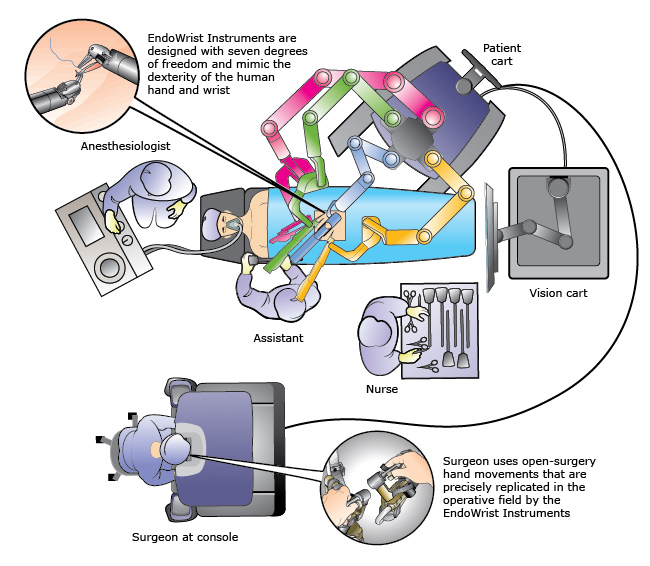 EndoWrist Instruments are
designed with seven degrees
of freedom and mimic the
dexterity of the human
hand and wrist
Patient
cart
Anesthesiologist
Vision cart
Assistant
Nurse
Surgeon uses open-surgery
hand movements that are
precisely replicated in the
operative field by the
EndoWrist Instruments
Surgeon at console